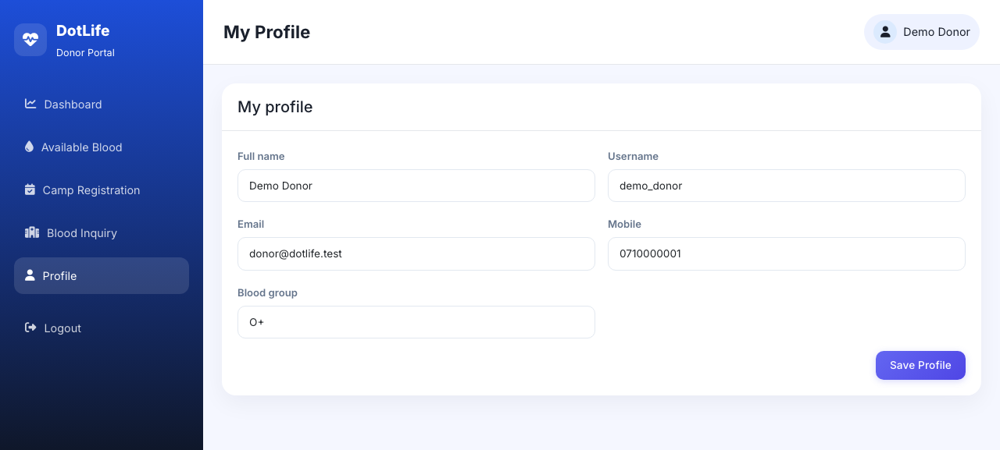 DotLife
Donor Portal
Dashboard
Available Blood
Camp Registration
Blood Inquiry
Profile
Logout
My Profile
Demo Donor
My profile
Full name
Demo Donor
Username
demo_donor
Email
donor@dotlife.test
Mobile
0710000001
Blood group
O+
Save Profile